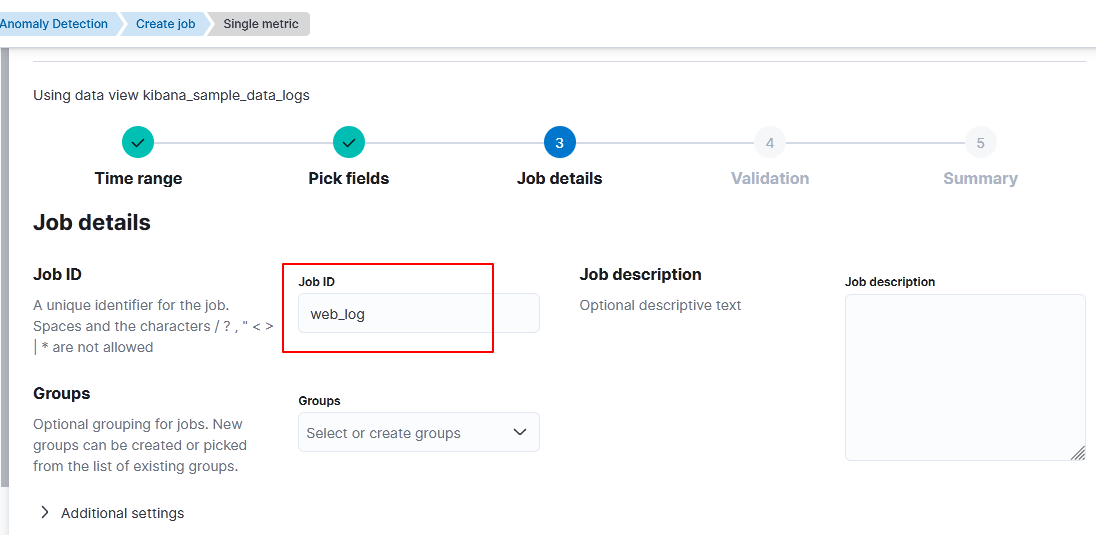 Anomaly Detection
Create job
Single metric
Using data view kibana_sample_data_logs
3
4
5
Time range
Pick fields
Job details
Validation
Summary
Job details
Job ID
A unique identifier for the job.
Spaces and the characters / ? , " < >
| * are not allowed
Job ID
web_log
Job description
Optional descriptive text
Job description
Groups
Optional grouping for jobs. New
groups can be created or picked
from the list of existing groups.
Groups
Select or create groups
Additional settings